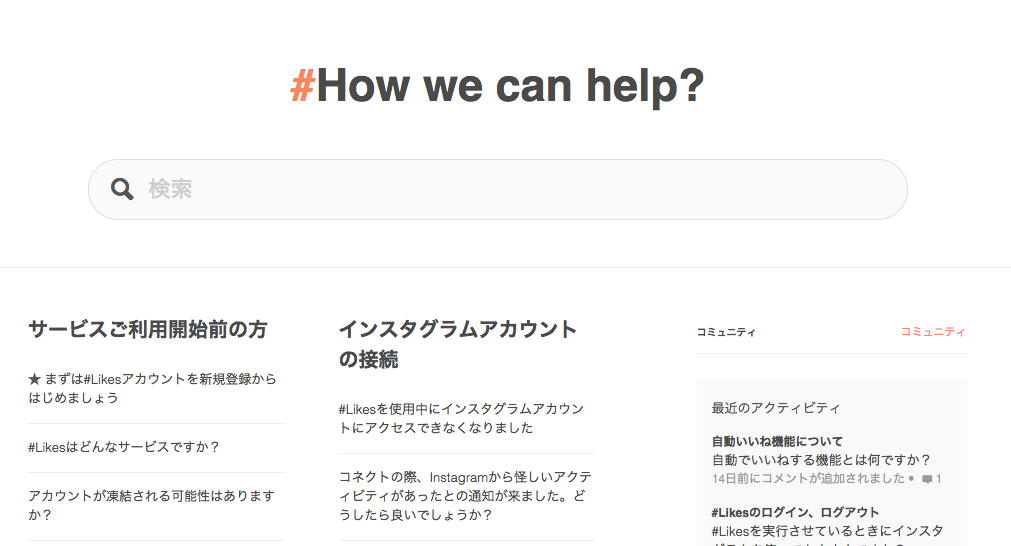 #How we can help?
検索
サービスご利用開始前の方
★ まずは#Likesアカウントを新規登録から
はじめましょう
#Likesはどんなサービスですか？
アカウントが凍結される可能性はあります
か？
インスタグラムアカウント
の接続
#Likesを使用中にインスタグラムアカウン
トにアクセスできなくなりました
コネクトの際、Instagramから怪しいアクテ
ィビティがあったとの通知が来ました。ど
うしたら良いでしょうか？
コミュニティ
コミュニティ
最近のアクティビティ
自動いいね機能について
自動でいいねする機能とは何ですか？
14日前にコメントが追加されました • 1
#Likesのログイン、ログアウト
#Likesを実行させているときにインスタ